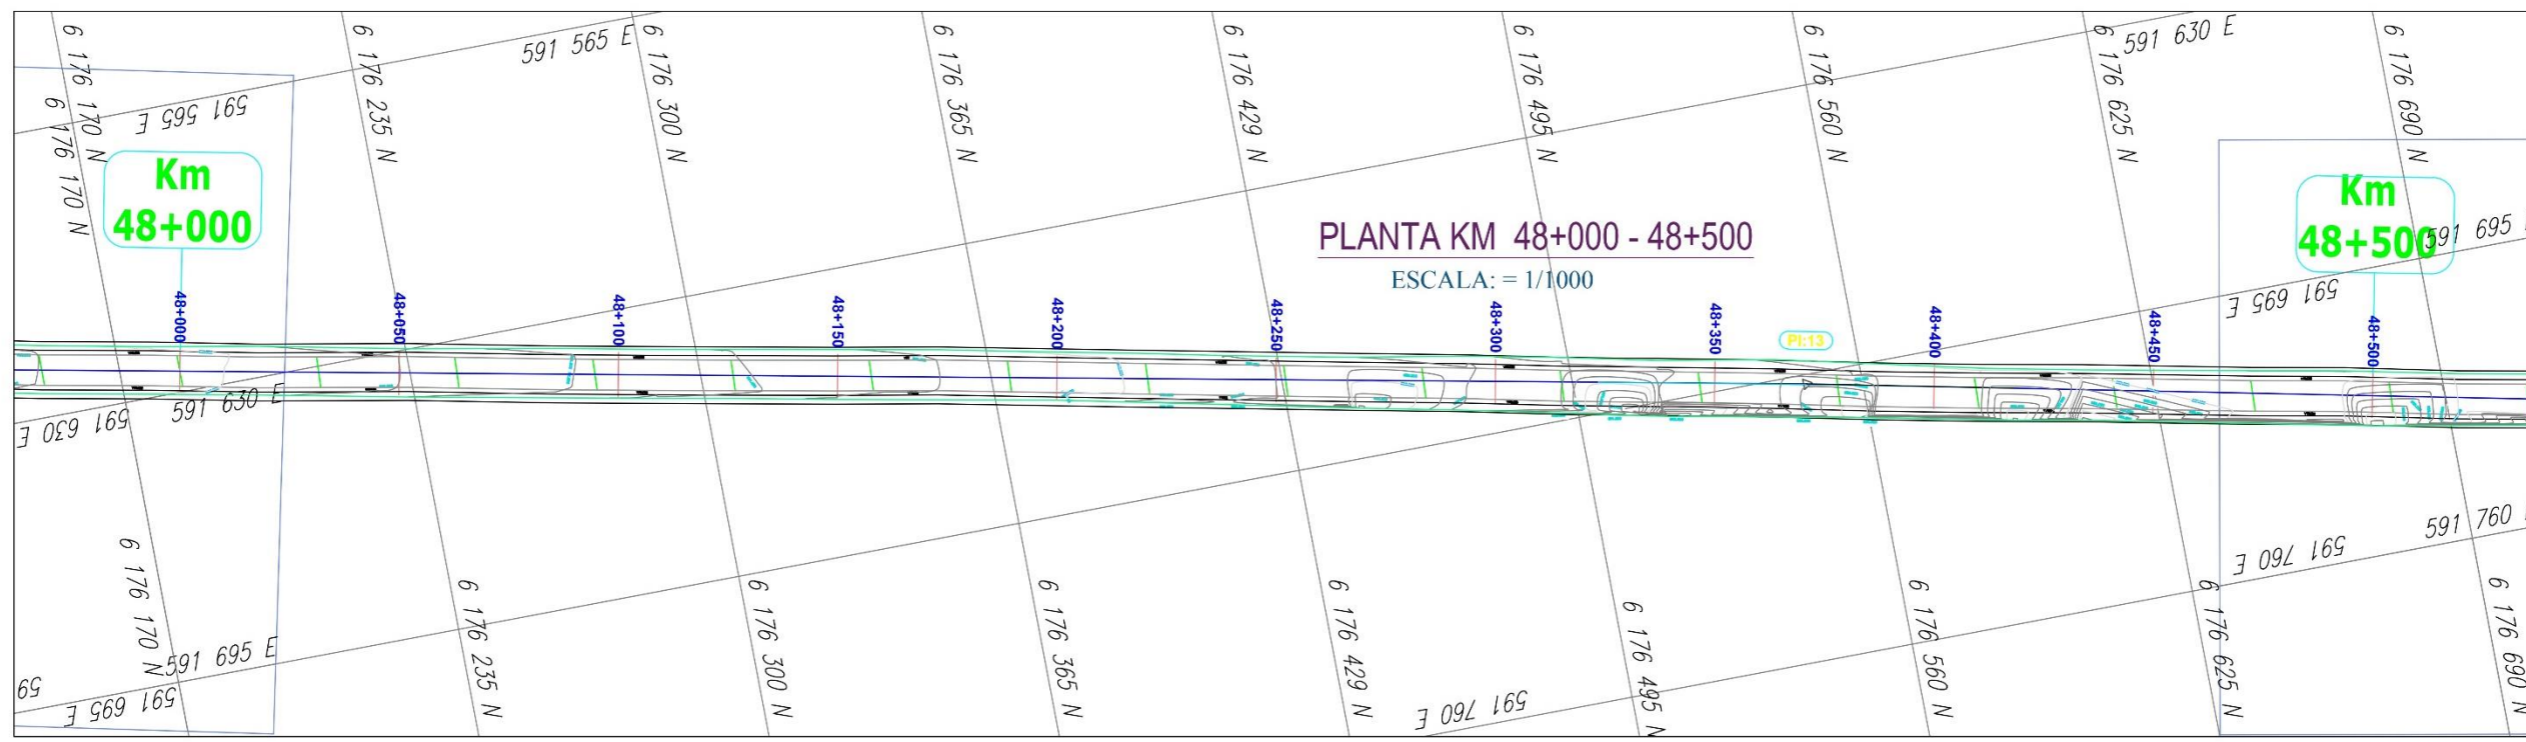 6 176 170 N
6 176 235 N
6 176 300 N
6 176 365 N
6 176 429 N
6 176 495 N
6 176 560 N
6 176 625 N
6 176 690 N
591 565 E
591 630 E
6 176 170 N
591 565 E
Km
48+000
PLANTA KM 48+000 - 48+500
ESCALA: = 1/1000
Km
48+500
591 695
591 695 E
48+000
48+050
48+100
48+150
48+200
48+250
48+300
48+350
48+400
48+450
48+500
PI:13
591 630 E
591 630 E
6 176 170 N
6 176 235 N
6 176 300 N
6 176 365 N
6 176 429 N
6 176 495 N
6 176 560 N
6 176 625 N
6 176 690 N
591 760
591 760 E
591 695 E
59
591 695 E
591 760 E